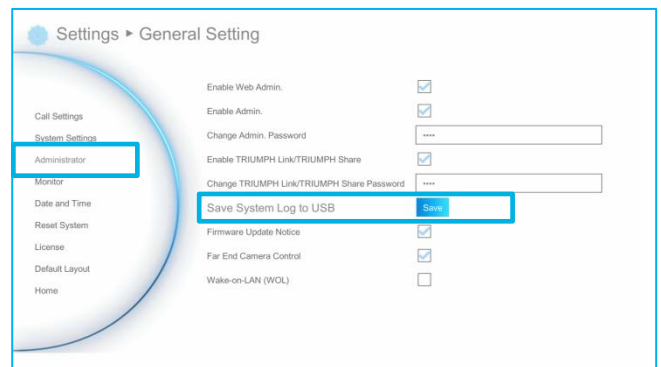 Settings ▸ General Setting
Call Settings
System Settings
Administrator
Monitor
Date and Time
Reset System
License
Default Layout
Home
Enable Web Admin.
Enable Admin.
Change Admin. Password ••••
Enable TRIUMPH Link/TRIUMPH Share
Change TRIUMPH Link/TRIUMPH Share Password ••••
Save System Log to USB Save
Firmware Update Notice
Far End Camera Control
Wake-on-LAN (WOL)